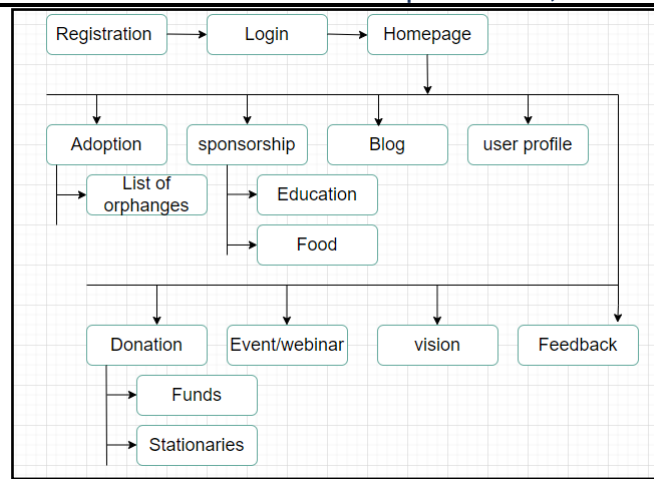 Registration
Login
Homepage
Adoption
sponsorship
Blog
user profile
List of
orphanges
Education
Food
Donation
Event/webinar
vision
Feedback
Funds
Stationaries